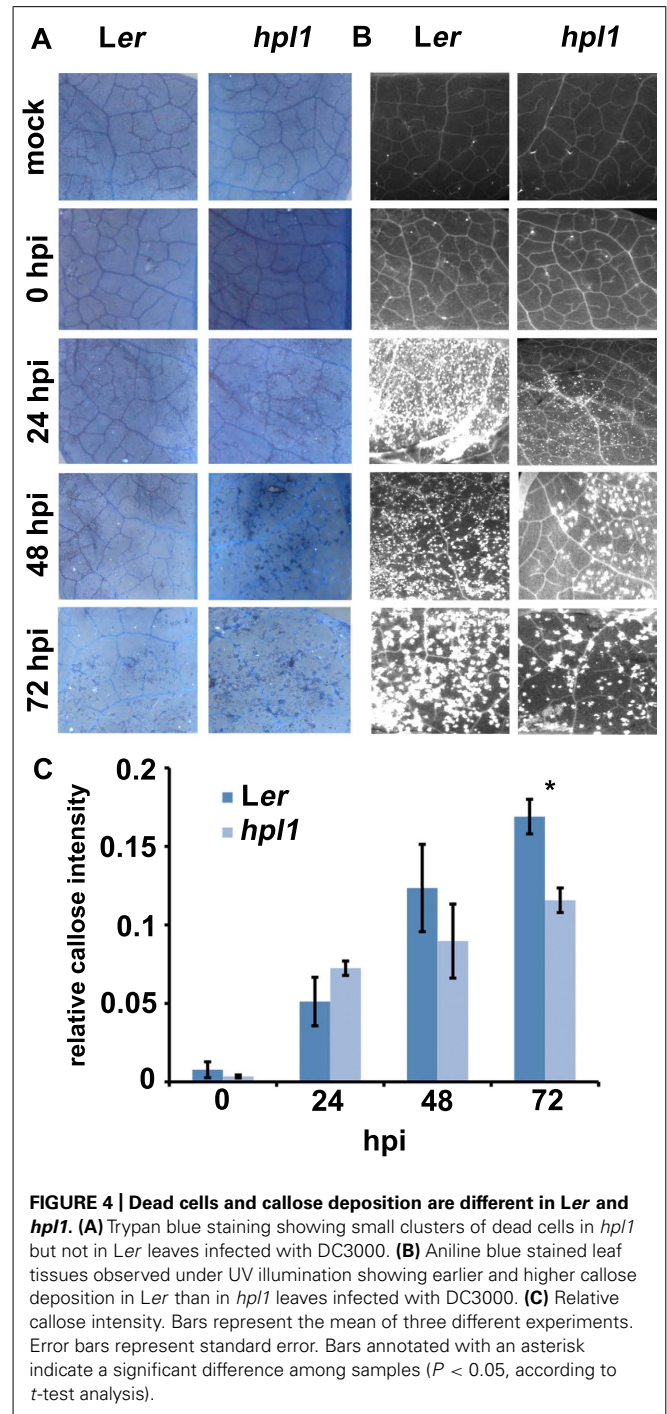 A Ler hpl1 B Ler hpl1
mock
0 hpi
24 hpi
48 hpi
72 hpi
C
relative callose intensity
0.2
0.15
0.1
0.05
0
Ler
hpl1
*
0 24 48 72
hpi
FIGURE 4 | Dead cells and callose deposition are different in Ler and
hpl1. (A) Trypan blue staining showing small clusters of dead cells in hpl1
but not in Ler leaves infected with DC3000. (B) Aniline blue stained leaf
tissues observed under UV illumination showing earlier and higher callose
deposition in Ler than in hpl1 leaves infected with DC3000. (C) Relative
callose intensity. Bars represent the mean of three different experiments.
Error bars represent standard error. Bars annotated with an asterisk
indicate a significant difference among samples (P < 0.05, according to
t-test analysis).